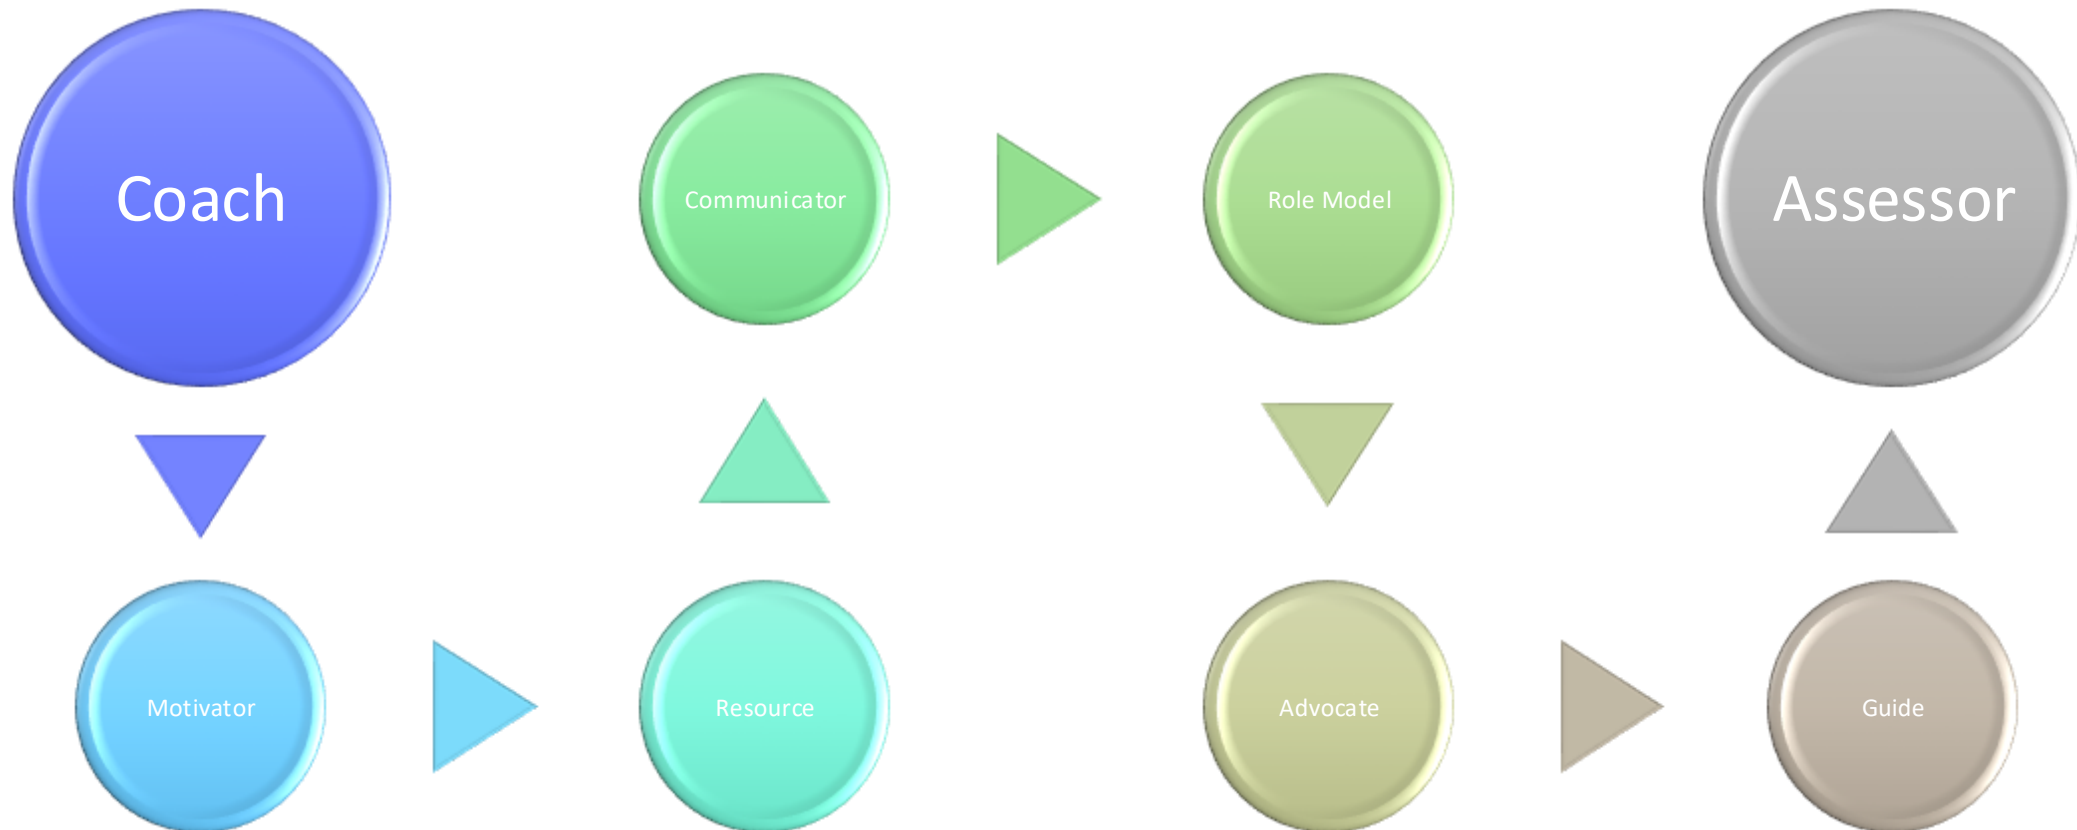 Coach
Motivator
Resource
Communicator
Role Model
Advocate
Guide
Assessor